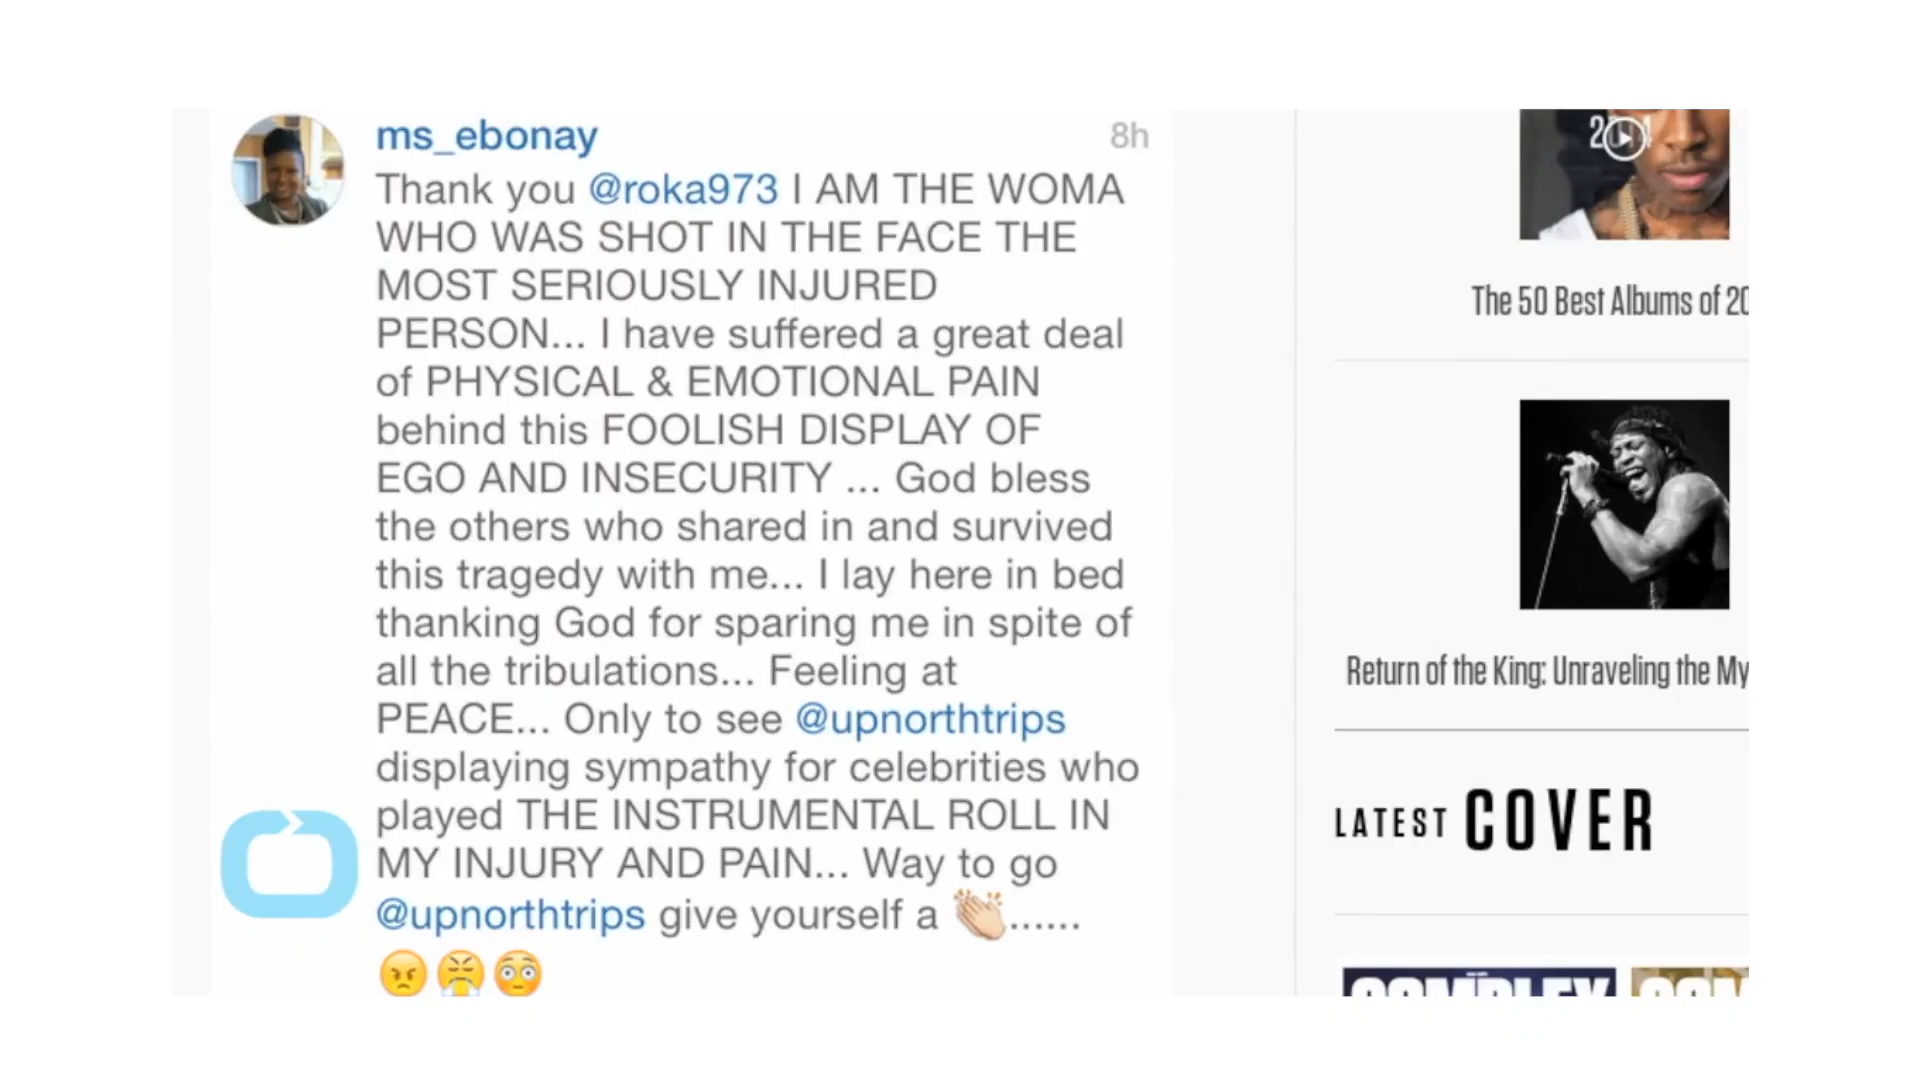 ms_ebonay
8h
Thank you @roka973 I AM THE WOMA
WHO WAS SHOT IN THE FACE THE
MOST SERIOUSLY INJURED
PERSON... I have suffered a great deal
of PHYSICAL & EMOTIONAL PAIN
behind this FOOLISH DISPLAY OF
EGO AND INSECURITY ... God bless
the others who shared in and survived
this tragedy with me... I lay here in bed
thanking God for sparing me in spite of
all the tribulations... Feeling at
PEACE... Only to see @upnorthtrips
displaying sympathy for celebrities who
played THE INSTRUMENTAL ROLL IN
MY INJURY AND PAIN... Way to go
@upnorthtrips give yourself a 👏......
😠😤😳
The 50 Best Albums of 20
Return of the King: Unraveling the My
LATEST COVER
COMPLEX